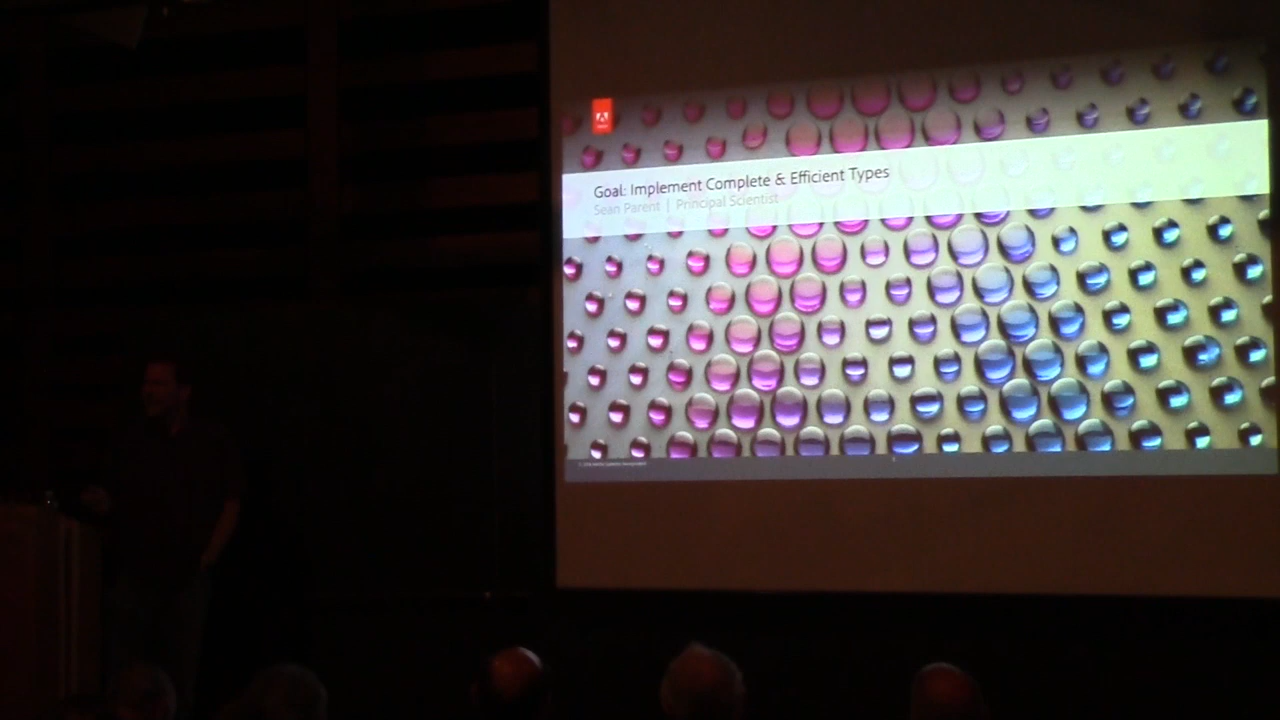 Goal: Implement Complete & Efficient Types
Sean Parent | Principal Scientist